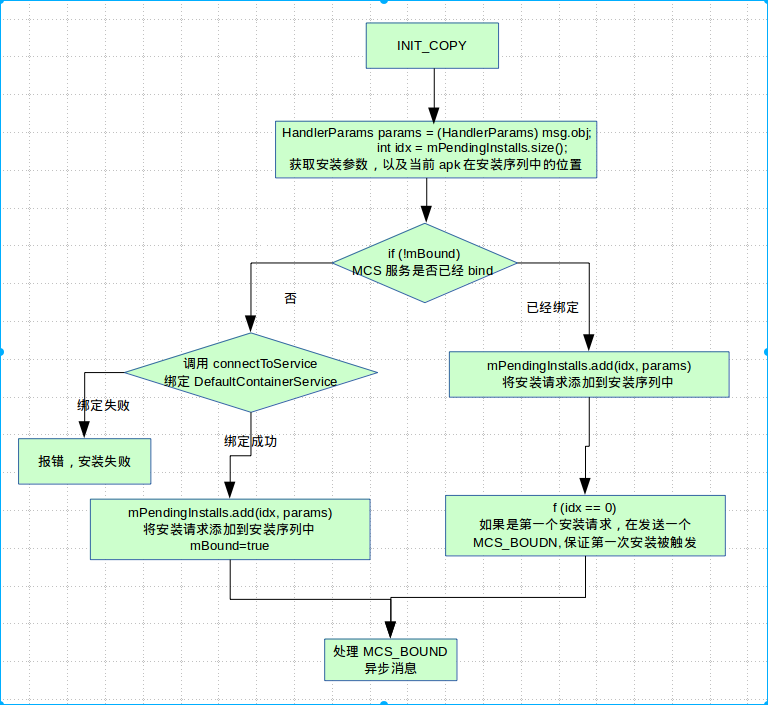 INIT_COPY
HandlerParams params = (HandlerParams) msg.obj;
int idx = mPendingInstalls.size();
获取安装参数，以及当前 apk 在安装序列中的位置
if (!mBound)
MCS 服务是否已经 bind
否
已经绑定
调用 connectToService
绑定 DefaultContainerService
mPendingInstalls.add(idx, params)
将安装请求添加到安装序列中
绑定失败
绑定成功
报错，安装失败
mPendingInstalls.add(idx, params)
将安装请求添加到安装序列中
mBound=true
f (idx == 0)
如果是第一个安装请求，在发送一个
MCS_BOUDN, 保证第一次安装被触发
处理 MCS_BOUND
异步消息